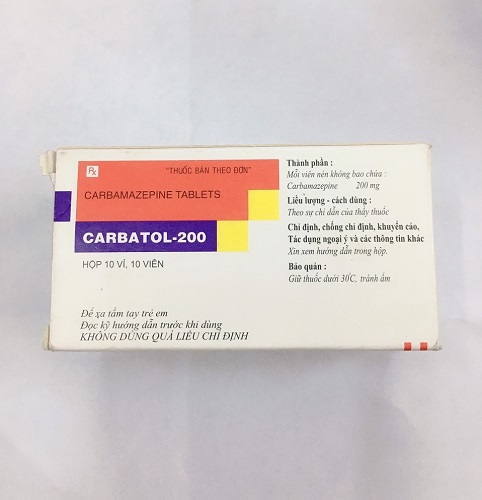 Rx
"THUỐC BÁN THEO ĐƠN"
CARBAMAZEPINE TABLETS
CARBATOL-200
HỘP 10 VỈ, 10 VIÊN
Để xa tầm tay trẻ em
Đọc kỹ hướng dẫn trước khi dùng
KHÔNG DÙNG QUÁ LIỀU CHỈ ĐỊNH
Thành phần :
Mỗi viên nén không bao chứa :
Carbamazepine 200 mg
Liều lượng - cách dùng :
Theo sự chỉ dẫn của thầy thuốc
Chỉ định, chống chỉ định, khuyến cáo,
Tác dụng ngoại ý và các thông tin khác
Xin xem hướng dẫn trong hộp.
Bảo quản :
Giữ thuốc dưới 30°C, tránh ẩm